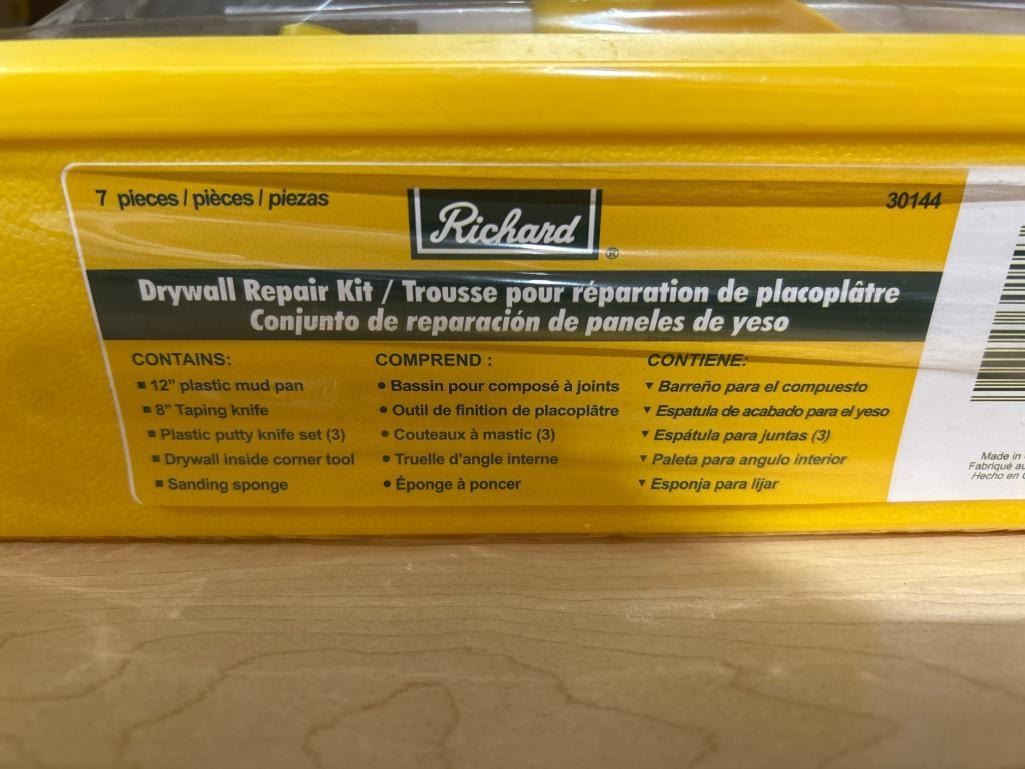 7 pieces / pièces / piezas
Richard ®
30144
Drywall Repair Kit / Trousse pour réparation de placoplâtre
Conjunto de reparación de paneles de yeso
CONTAINS:
▪ 12” plastic mud pan
▪ 8” Taping knife
▪ Plastic putty knife set (3)
▪ Drywall inside corner tool
▪ Sanding sponge
COMPREND :
• Bassin pour composé à joints
• Outil de finition de placoplâtre
• Couteaux à mastic (3)
• Truelle d’angle interne
• Éponge à poncer
CONTIENE:
▾ Barreño para el compuesto
▾ Espatula de acabado para el yeso
▾ Espátula para juntas (3)
▾ Paleta para angulo interior
▾ Esponja para lijar
Made in
Fabriqué au
Hecho en